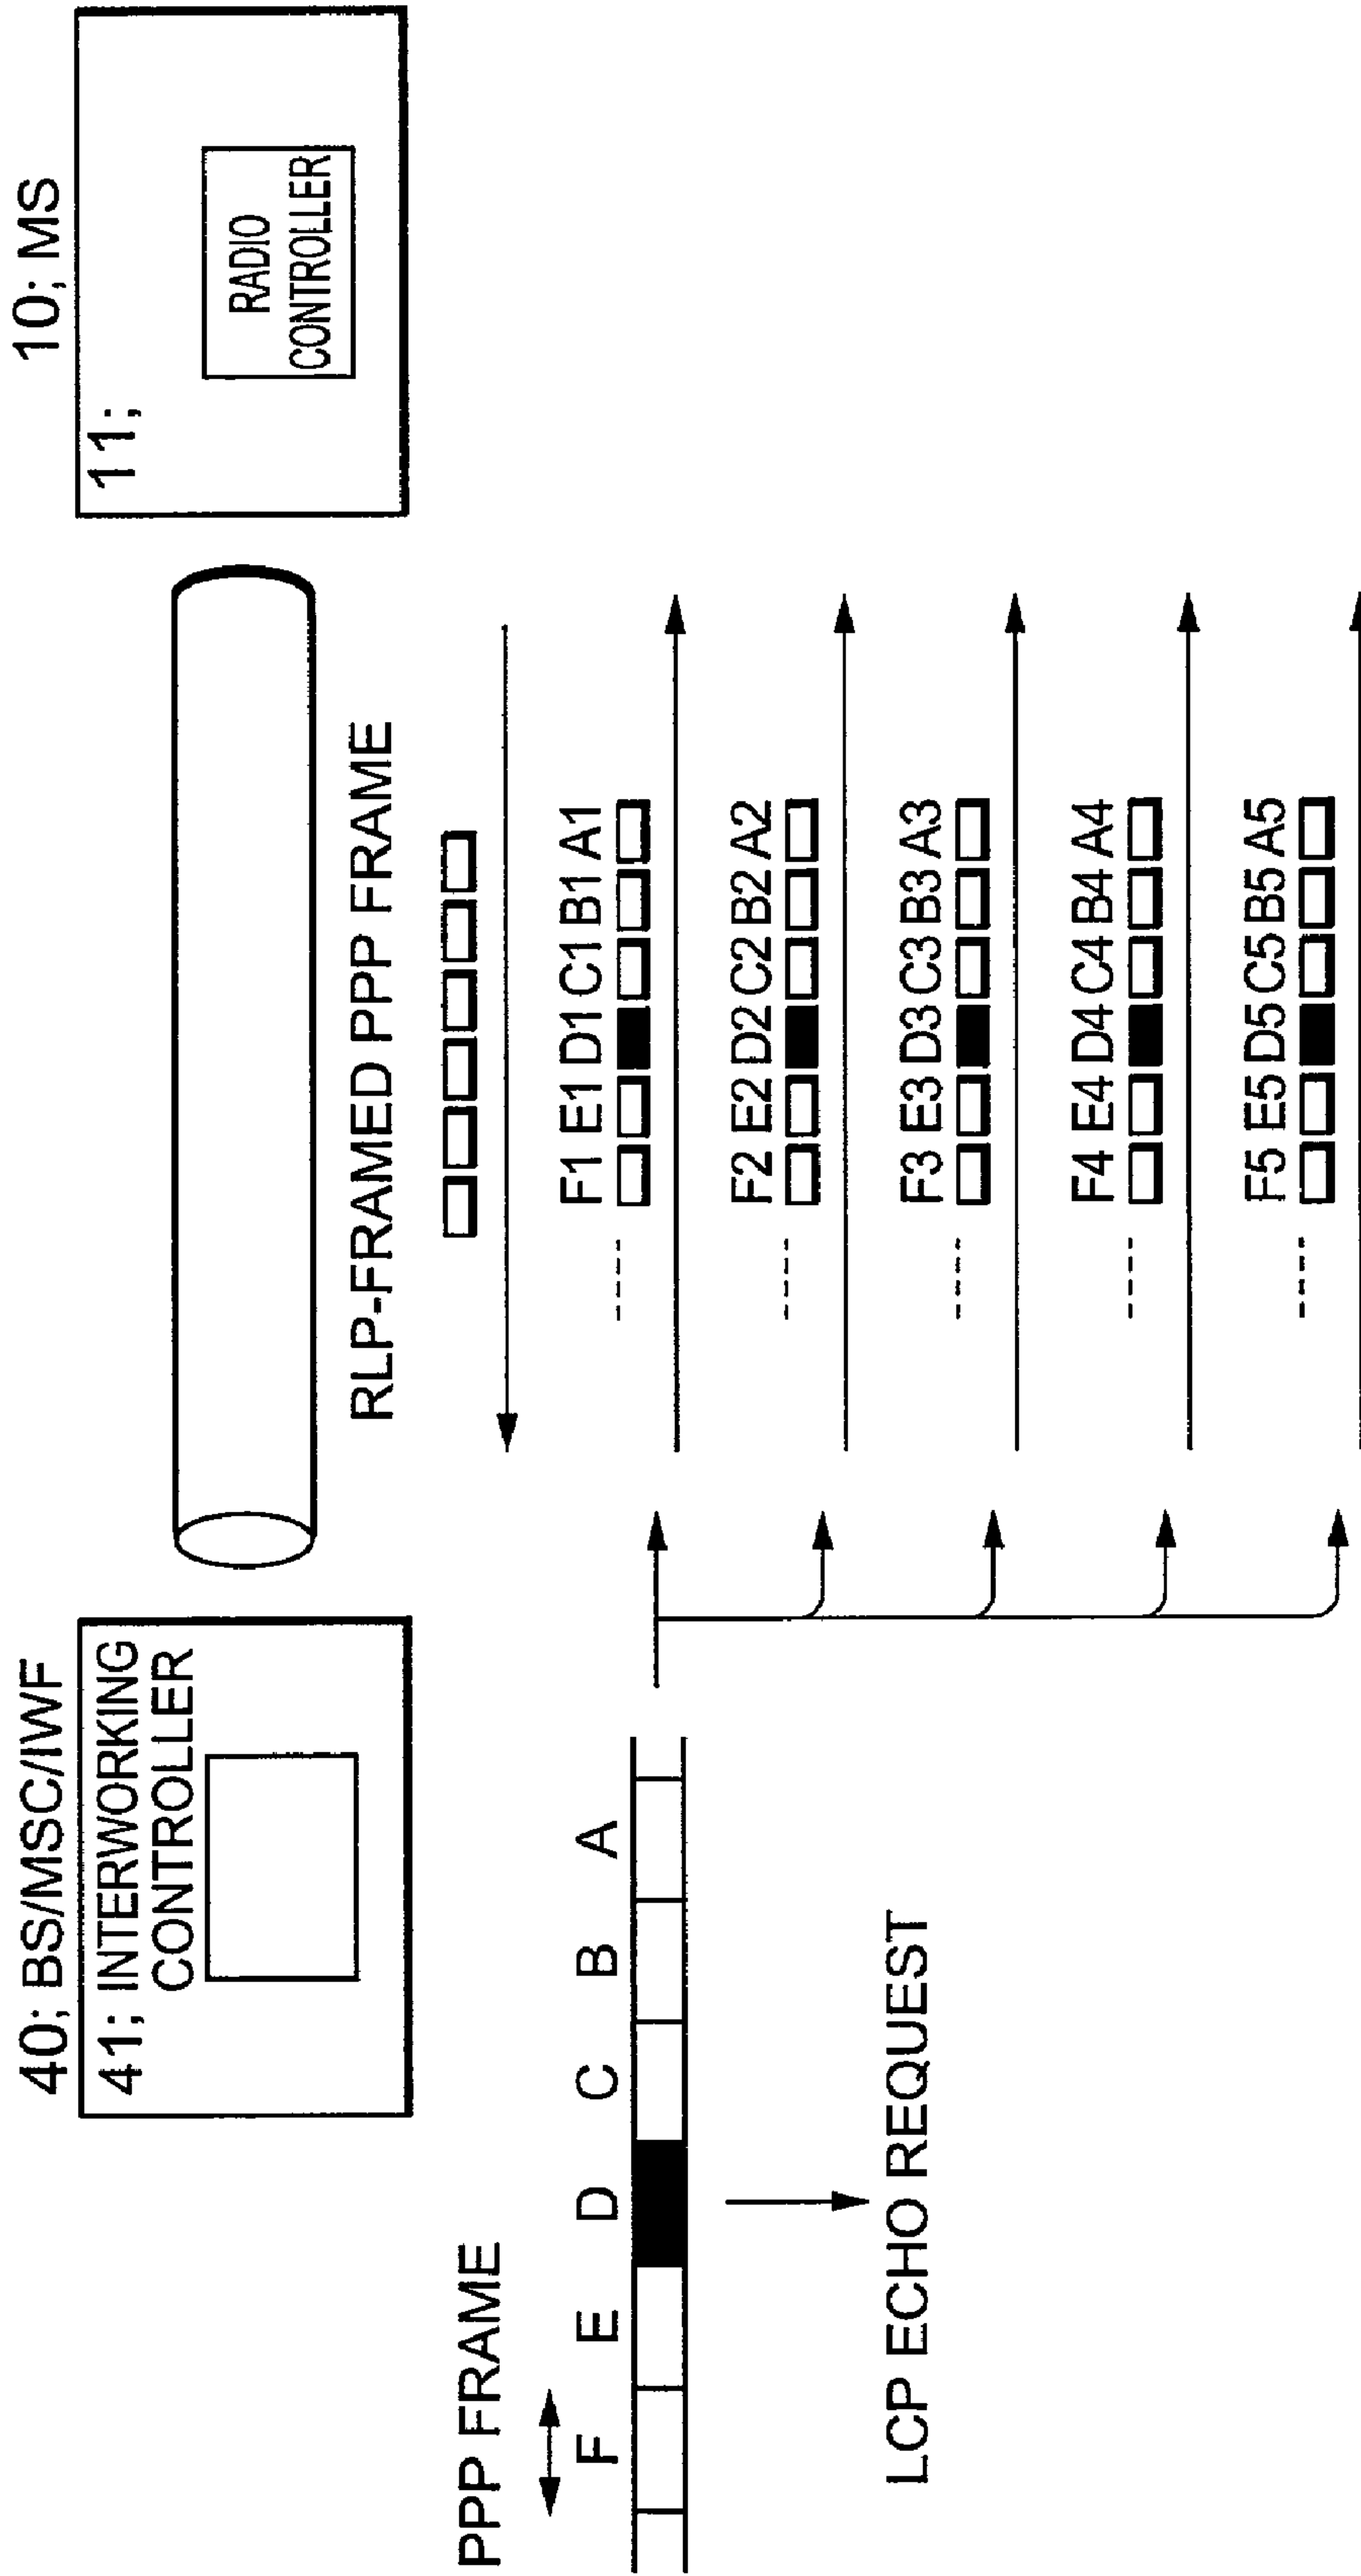 40; BS/MSC/IWF
41; INTERWORKING
CONTROLLER
10; MS
11;
RADIO
CONTROLLER
RLP-FRAMED PPP FRAME
PPP FRAME
F E D C B A
LCP ECHO REQUEST
F1 E1 D1 C1 B1 A1
F2 E2 D2 C2 B2 A2
F3 E3 D3 C3 B3 A3
F4 E4 D4 C4 B4 A4
F5 E5 D5 C5 B5 A5